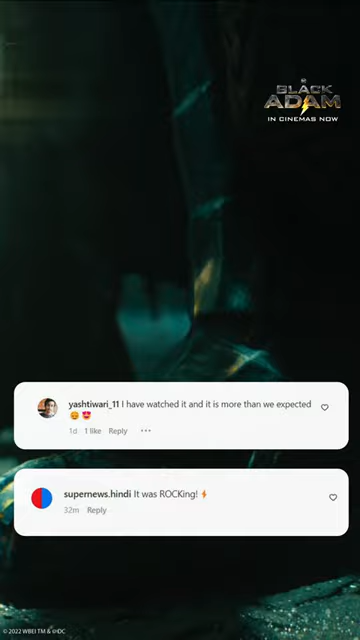 BLACK
ADAM
IN CINEMAS NOW
yashtiwari_11 I have watched it and it is more than we expected
😊😍
1d 1 like Reply ...
supernews.hindi It was ROCKing! ⚡
32m Reply
© 2022 WBEI TM & © DC